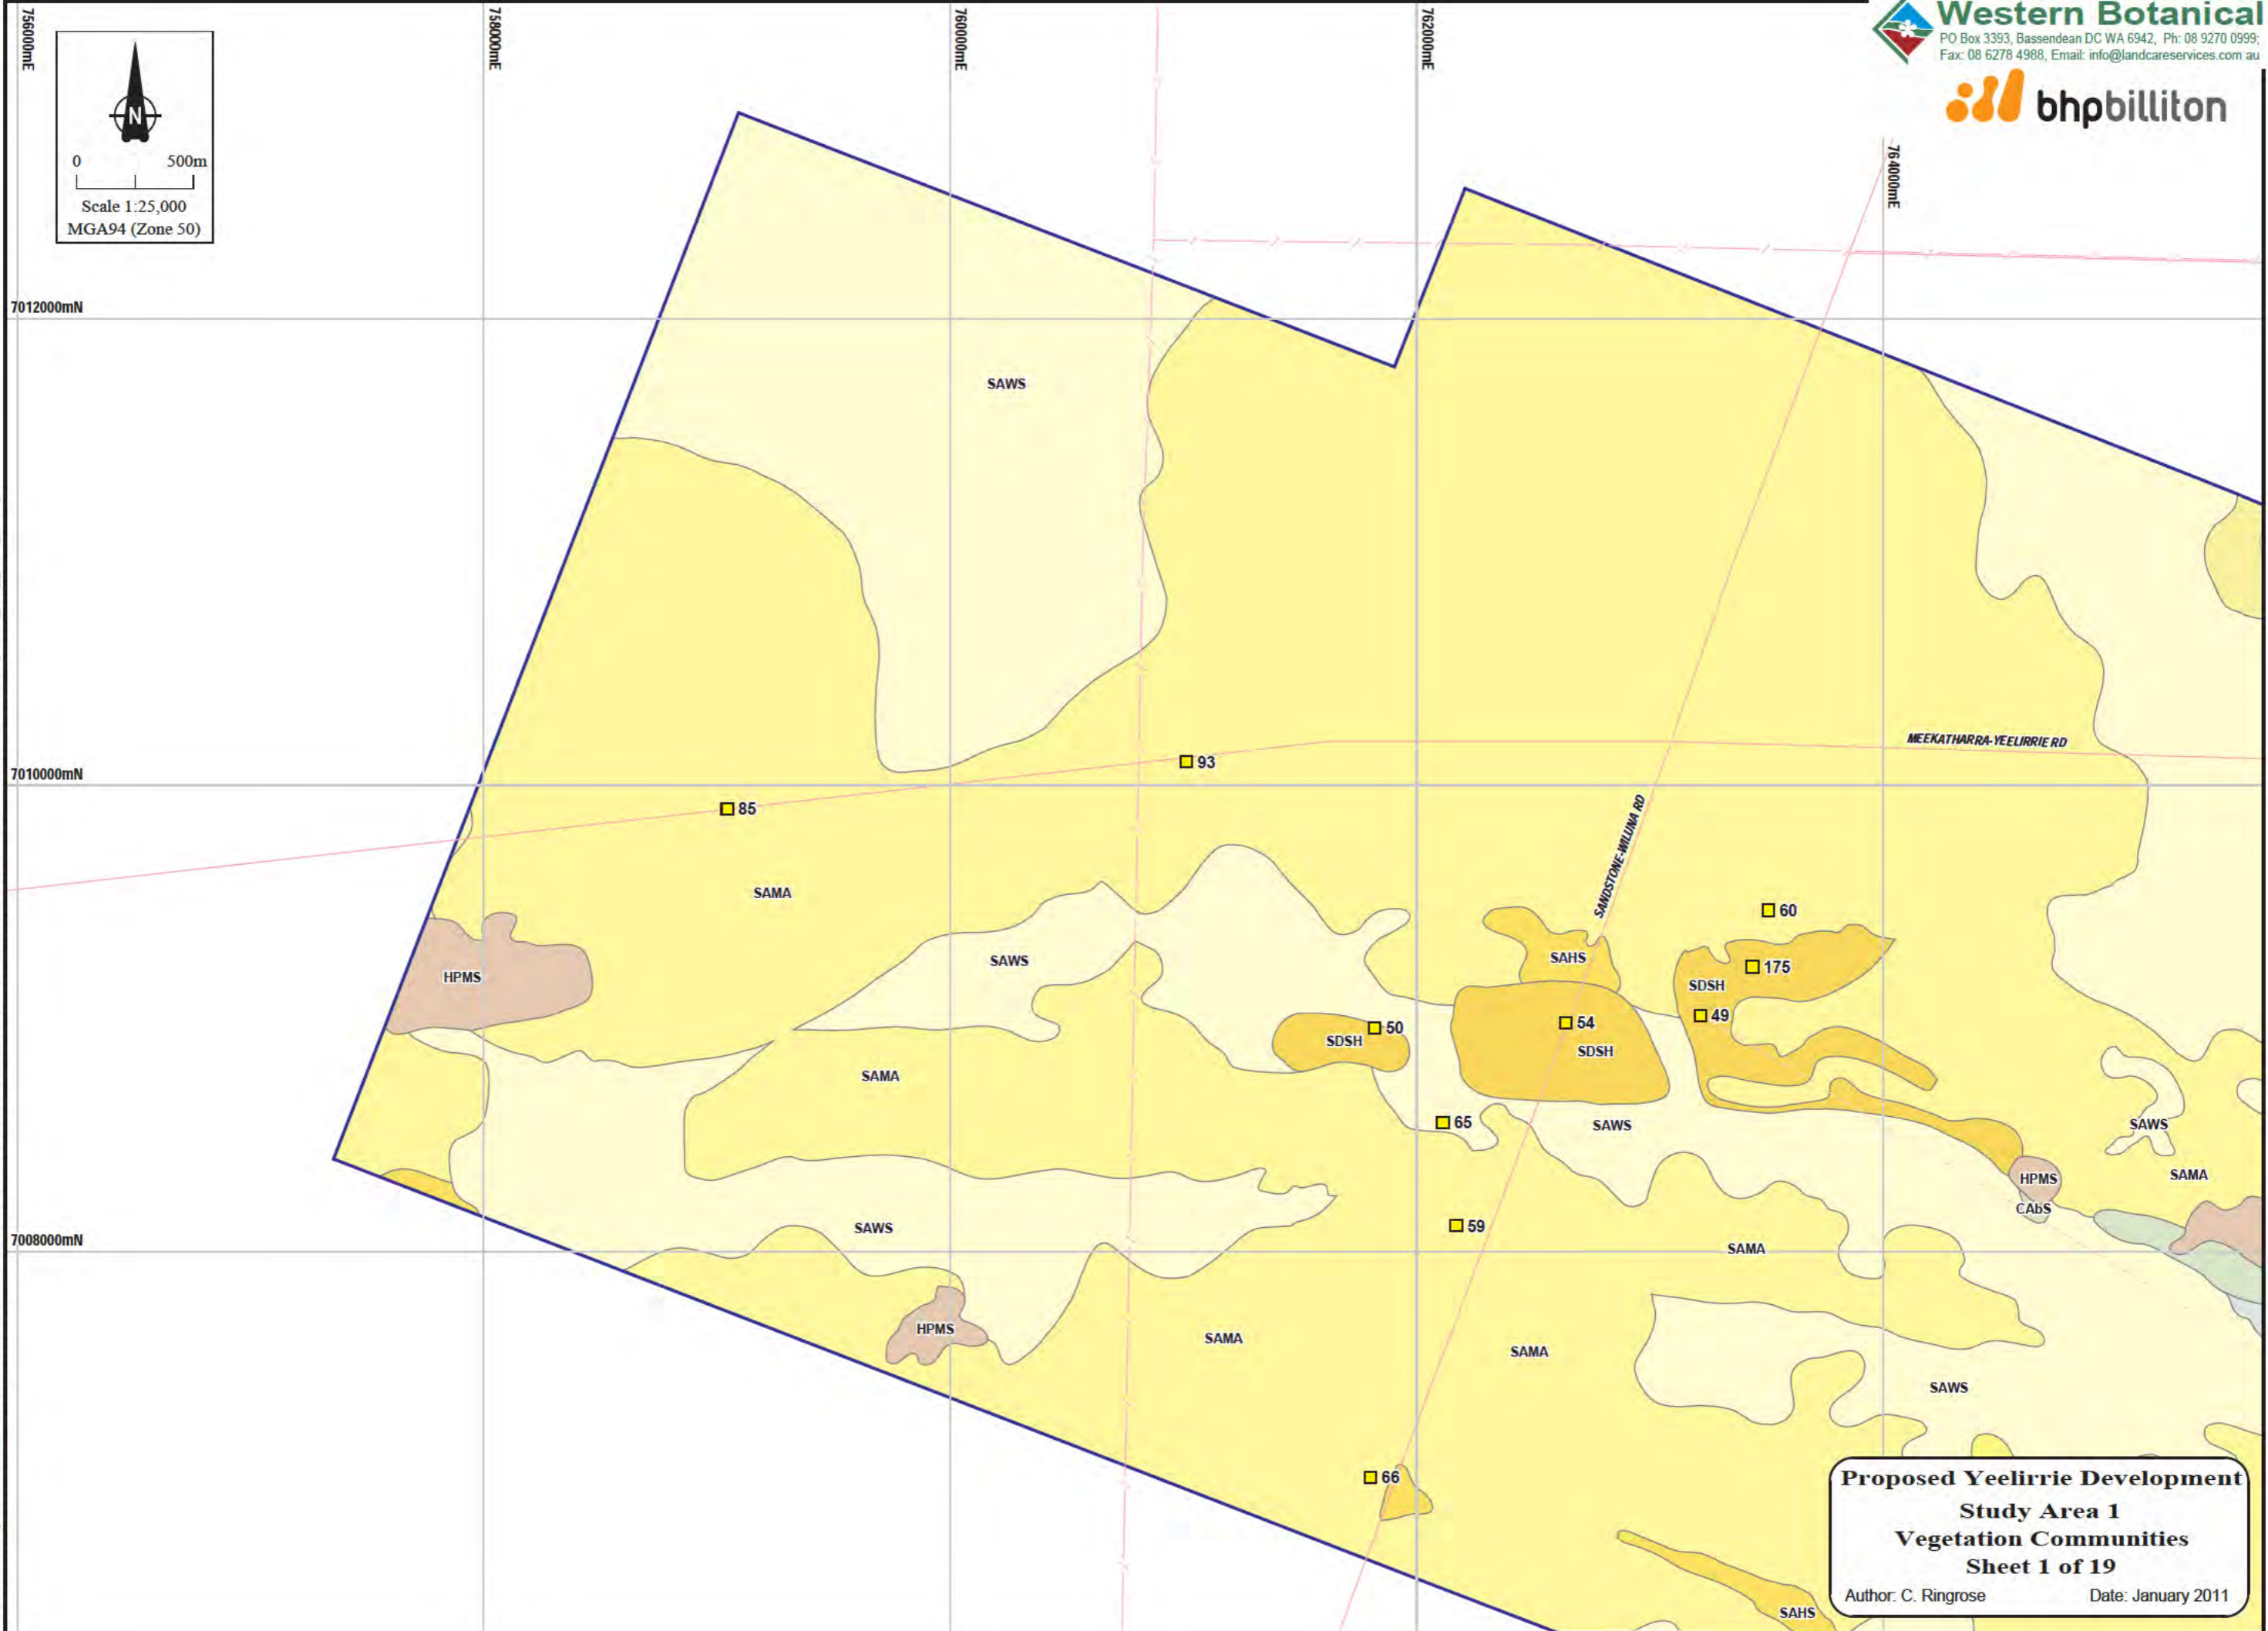 756000mE
758000mE
760000mE
762000mE
764000mE
Western Botanical
PO Box 3393, Bassendean DC WA 6942, Ph: 08 9270 0999;
Fax: 08 6278 4988, Email: info@landcareservices.com au
bhpbilliton
N
0 500m
Scale 1:25,000
MGA94 (Zone 50)
7012000mN
SAWS
MEEKATHARRA-YEELIRRIE RD
93
7010000mN
85
SANDSTONE-WILUNA RD
SAMA
60
SAWS
SAHS
175
HPMS
SDSH
49
50
54
SDSH
SDSH
SAMA
65
SAWS
SAWS
SAMA
HPMS
CAbS
59
SAWS
7008000mN
SAMA
HPMS
SAMA
SAMA
SAWS
66
SAHS
Proposed Yeelirrie Development
Study Area 1
Vegetation Communities
Sheet 1 of 19
Author: C. Ringrose Date: January 2011